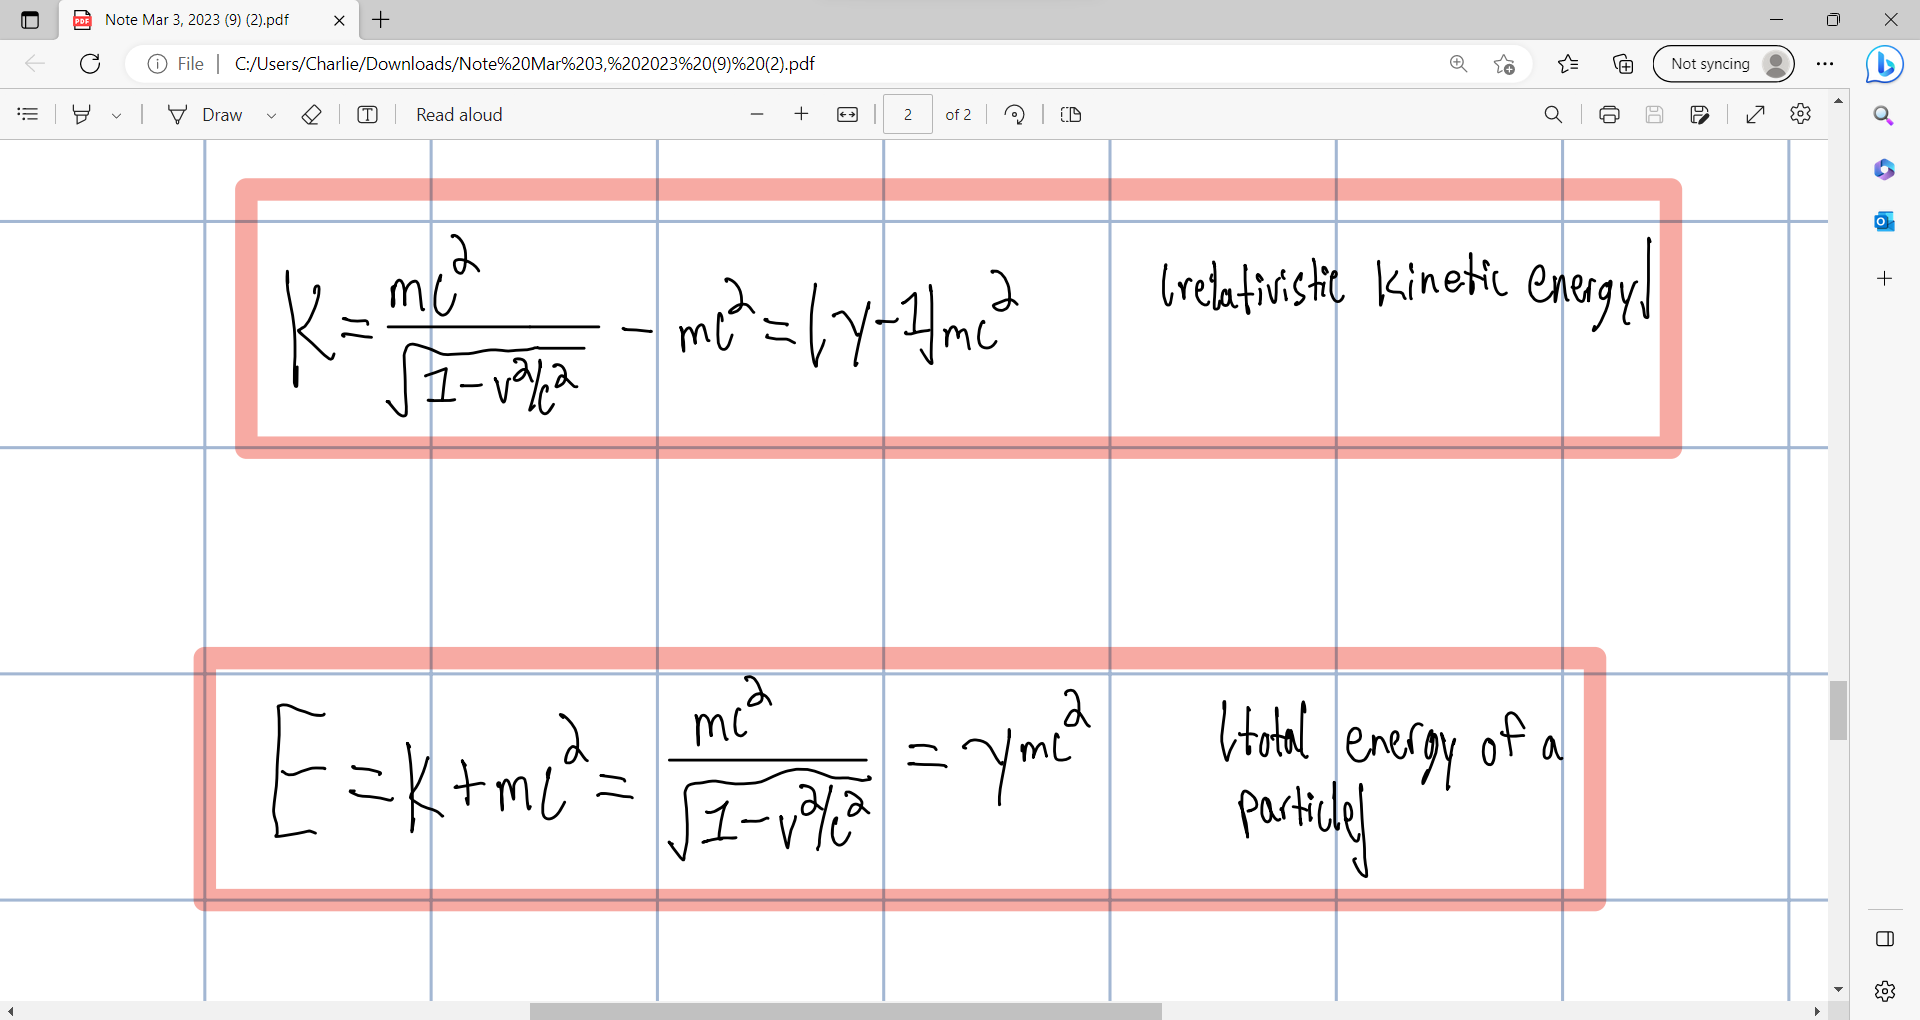 Note Mar 3, 2023 (9) (2).pdf
File | C:/Users/Charlie/Downloads/Note%20Mar%203,%202023%20(9)%20(2).pdf
Not syncing
Draw
Read aloud
2 of 2
K = mc² / √(1 - v²/c²) - mc² = (γ - 1)mc² (relativistic kinetic energy)
E = K + mc² = mc² / √(1 - v²/c²) = γmc² (total energy of a
particle)